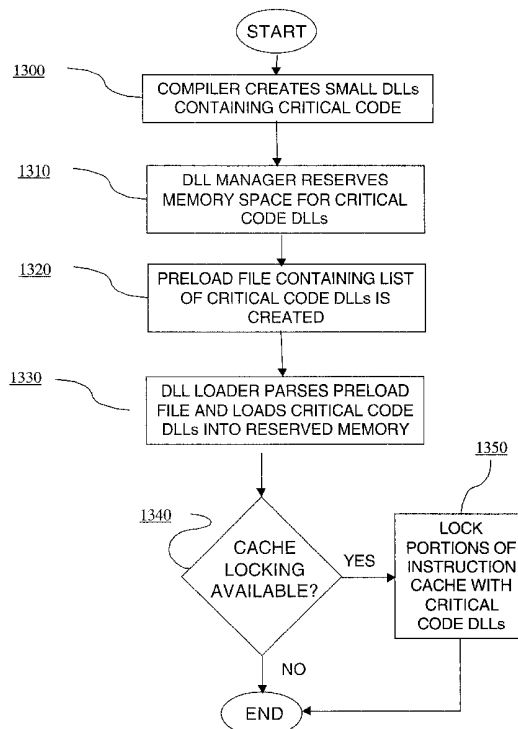 START
1300
COMPILER CREATES SMALL DLLs
CONTAINING CRITICAL CODE
1310
DLL MANAGER RESERVES
MEMORY SPACE FOR CRITICAL
CODE DLLs
1320
PRELOAD FILE CONTAINING LIST
OF CRITICAL CODE DLLs IS
CREATED
1330
DLL LOADER PARSES PRELOAD
FILE AND LOADS CRITICAL CODE
DLLs INTO RESERVED MEMORY
1340
CACHE
LOCKING
AVAILABLE?
YES
1350
LOCK
PORTIONS OF
INSTRUCTION
CACHE WITH
CRITICAL
CODE DLLs
NO
END